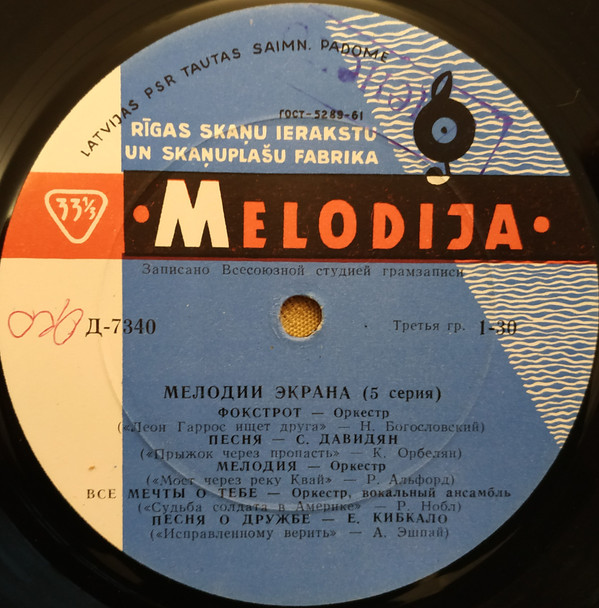 LATVIJAS PSR TAUTAS SAIMN. PADOME
ГОСТ-5289-61
RĪGAS SKAŅU IERAKSTU
UN SKAŅUPLAŠU FABRIKA
33⅓
•MELODIJA•
Записано Всесоюзной студией грамзаписи
Д-7340
Третья гр. 1-30
МЕЛОДИИ ЭКРАНА (5 серия)
ФОКСТРОТ — Оркестр
(«Леон Гаррос ищет друга» — Н. Богословский)
ПЕСНЯ — С. ДАВИДЯН
(«Прыжок через пропасть» — К. Орбелян)
МЕЛОДИЯ — Оркестр
(«Мост через реку Квай» — Р. Альфорд)
ВСЕ МЕЧТЫ О ТЕБЕ — Оркестр, вокальный ансамбль
(«Судьба солдата в Америке» — Р. Нобл)
ПЕСНЯ О ДРУЖБЕ — Е. КИБКАЛО
(«Исправленному верить» — А. Эшпай)